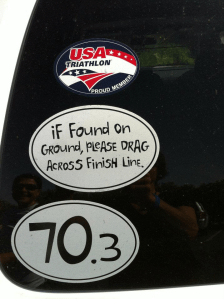 USA
TRIATHLON
PROUD MEMBER
iF Found on
GROUND, PLEASE DRAG
ACROSS FINISH LINE.
70.3